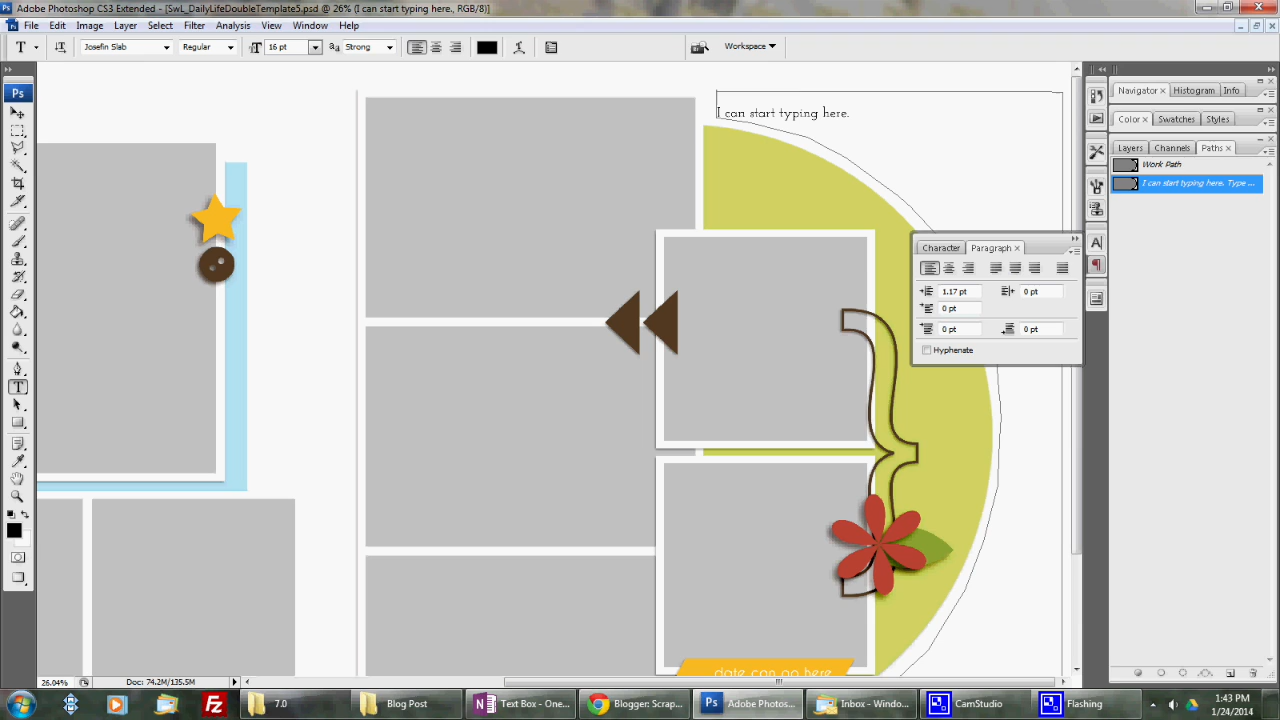 Adobe Photoshop CS3 Extended - [SwL_DailyLifeDoubleTemplate5.psd @ 26% (I can start typing here., RGB/8)]
File Edit Image Layer Select Filter Analysis View Window Help
T Josefin Slab Regular 16 pt aa Strong Workspace
Ps
I can start typing here.
Navigator × Histogram Info
Color × Swatches Styles
Layers Channels Paths ×
Work Path
I can start typing here. Type ...
Character Paragraph ×
1.17 pt 0 pt
0 pt
0 pt 0 pt
Hyphenate
date can go here
26.04% Doc: 74.2M/135.5M
7.0 Blog Post Text Box - One... Blogger: Scrap... Adobe Photos... Inbox - Windo... CamStudio Flashing
1:43 PM
1/24/2014